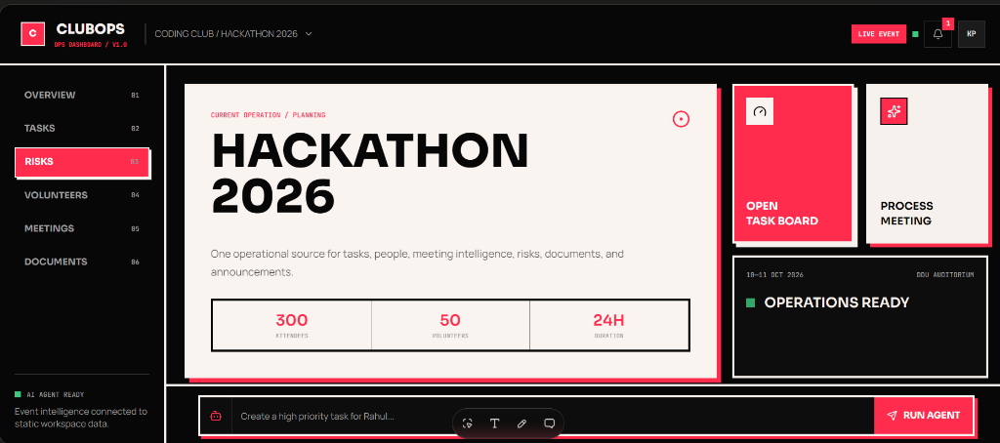 C
CLUBOPS
OPS DASHBOARD / V1.0
CODING CLUB / HACKATHON 2026
LIVE EVENT
1
KP
OVERVIEW 01
TASKS 02
RISKS 03
VOLUNTEERS 04
MEETINGS 05
DOCUMENTS 06
AI AGENT READY
Event intelligence connected to
static workspace data.
CURRENT OPERATION / PLANNING
HACKATHON
2026
One operational source for tasks, people, meeting intelligence, risks, documents, and
announcements.
300
ATTENDEES
50
VOLUNTEERS
24H
DURATION
OPEN
TASK BOARD
PROCESS
MEETING
10–11 OCT 2026
DDU AUDITORIUM
OPERATIONS READY
Create a high priority task for Rahul...
RUN AGENT